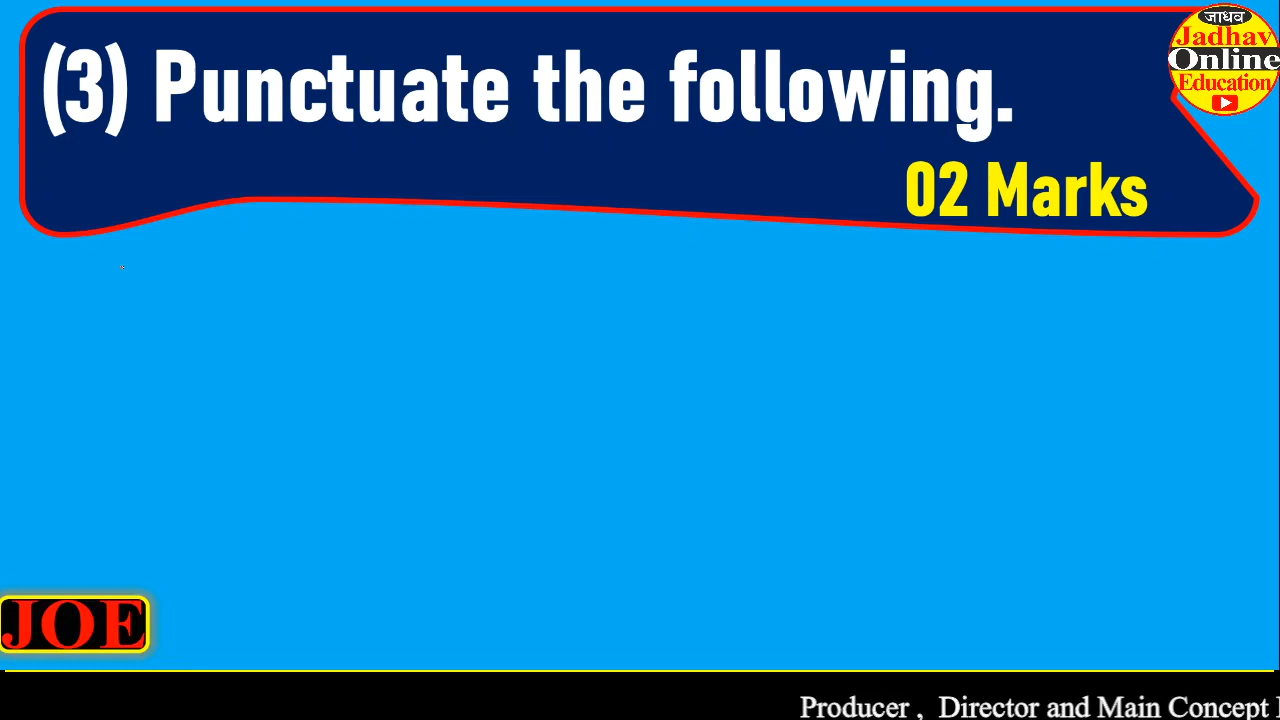 (3) Punctuate the following.
02 Marks
जाधव
Jadhav
Online
Education
JOE
Producer , Director and Main Concept